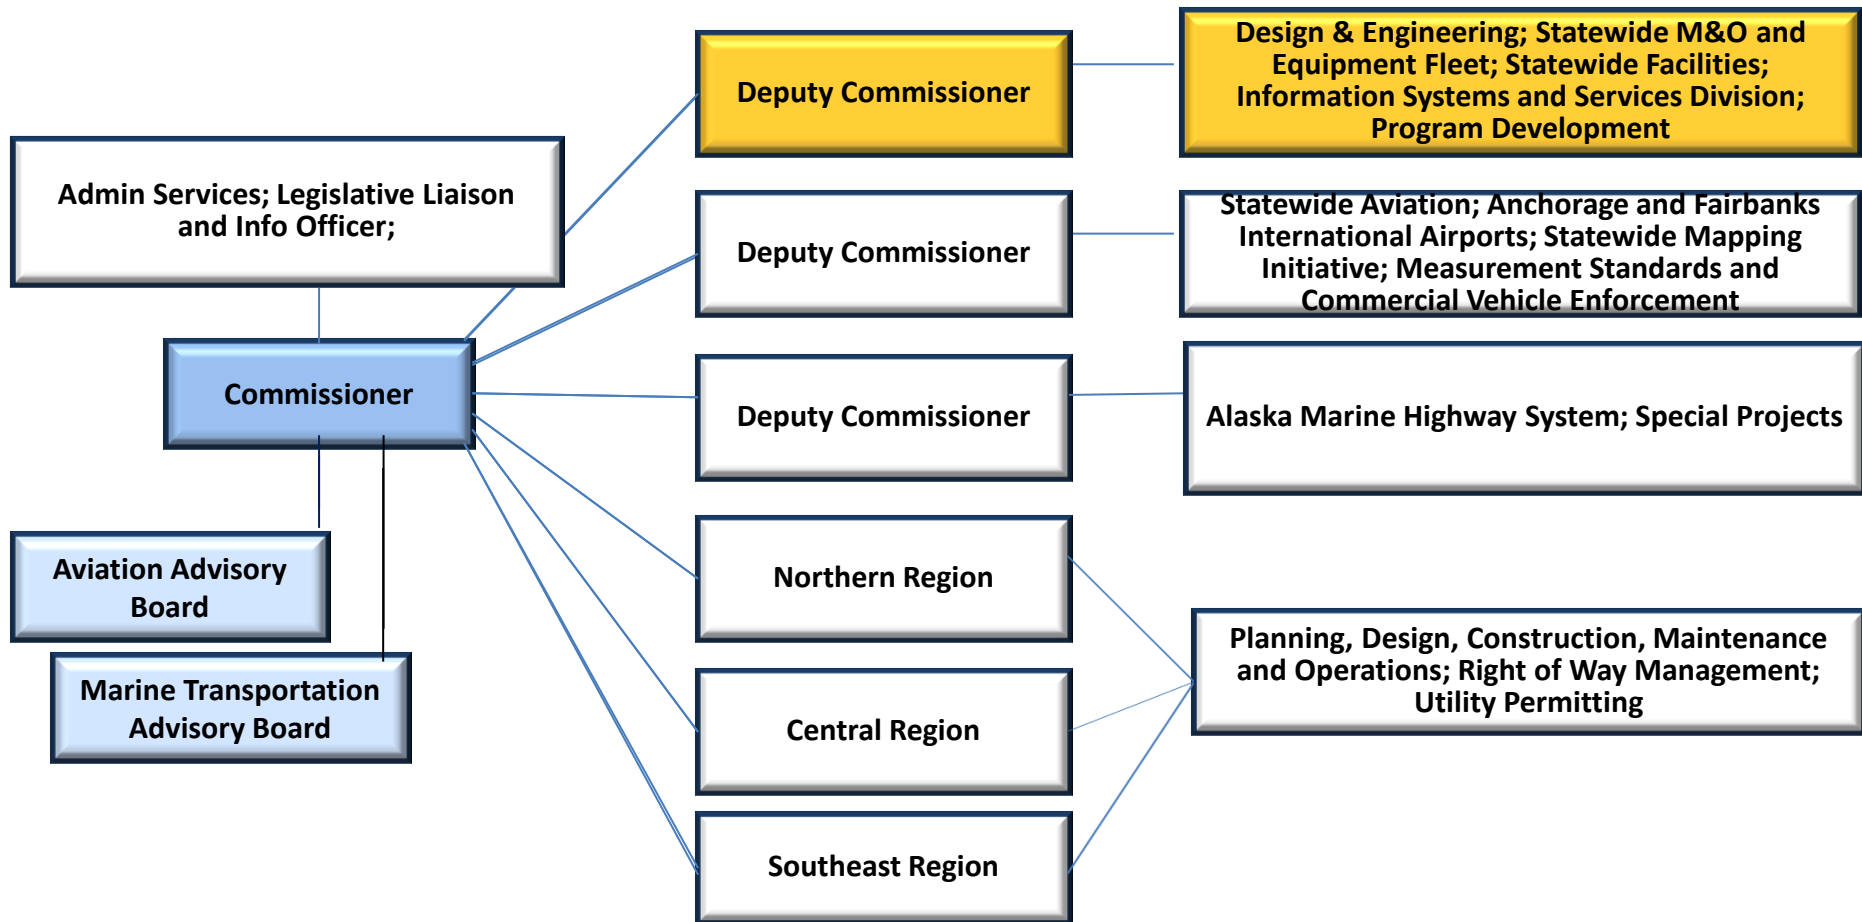 Admin Services; Legislative Liaison
and Info Officer;
Commissioner
Aviation Advisory
Board
Marine Transportation
Advisory Board
Deputy Commissioner
Design & Engineering; Statewide M&O and
Equipment Fleet; Statewide Facilities;
Information Systems and Services Division;
Program Development
Deputy Commissioner
Statewide Aviation; Anchorage and Fairbanks
International Airports; Statewide Mapping
Initiative; Measurement Standards and
Commercial Vehicle Enforcement
Deputy Commissioner
Alaska Marine Highway System; Special Projects
Northern Region
Central Region
Southeast Region
Planning, Design, Construction, Maintenance
and Operations; Right of Way Management;
Utility Permitting